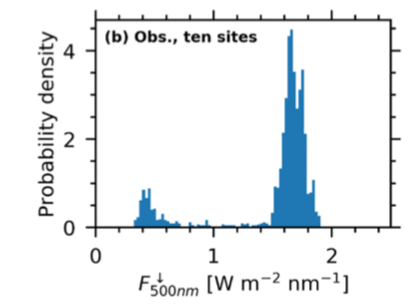 (b) Obs., ten sites
Probability density
4
2
0
0 1 2
F↓500nm [W m−2 nm−1]